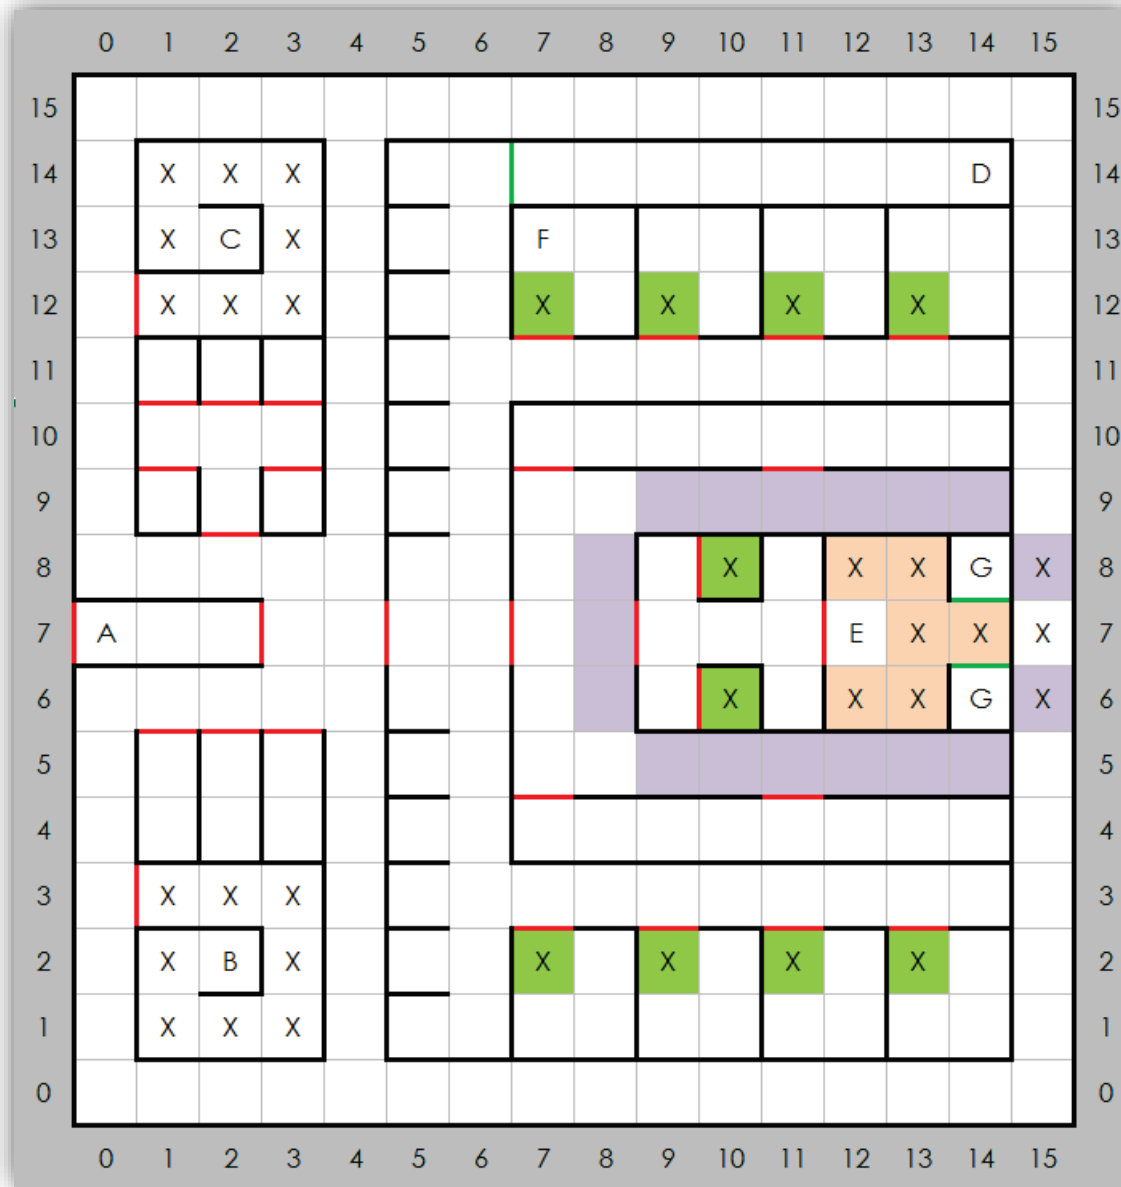 0 1 2 3 4 5 6 7 8 9 10 11 12 13 14 15
15 15
14 X X X D 14
13 X C X F 13
12 X X X X X X X 12
11 11
10 10
9 9
8 X X X G X 8
7 A E X X X 7
6 X X X G X 6
5 5
4 4
3 X X X 3
2 X B X X X X X 2
1 X X X 1
0 0
0 1 2 3 4 5 6 7 8 9 10 11 12 13 14 15